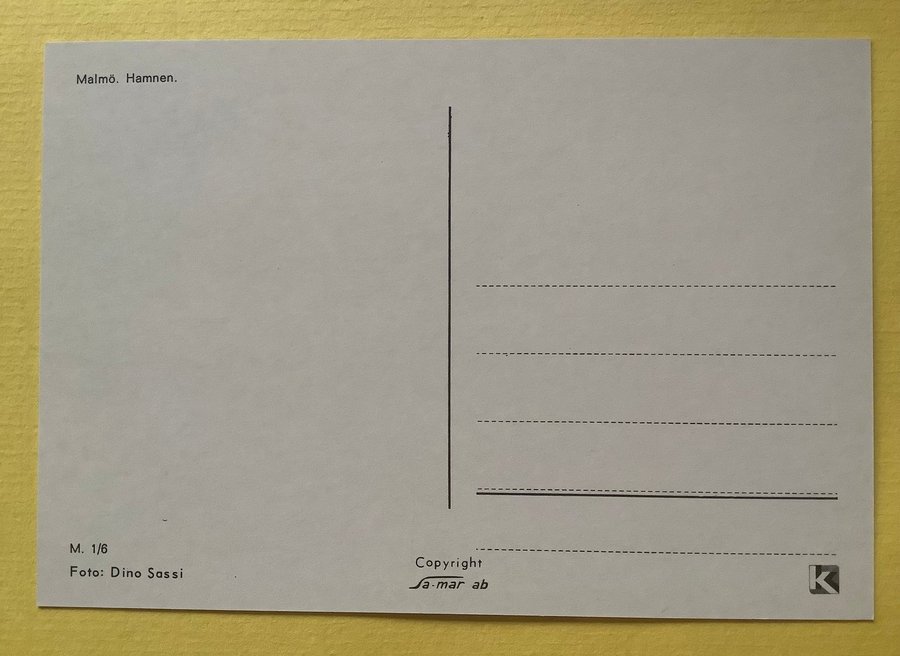 Malmö. Hamnen.
M. 1/6
Foto: Dino Sassi
Copyright
Sa-mar ab
K